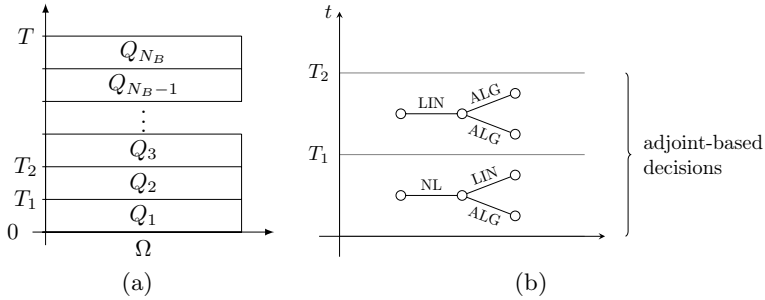 T
Q_{N_B}
Q_{N_B-1}
⋮
Q_3
T_2
Q_2
T_1
Q_1
0
Ω
(a)
t
T_2
LIN
ALG
ALG
T_1
NL
LIN
ALG
adjoint-based
decisions
(b)